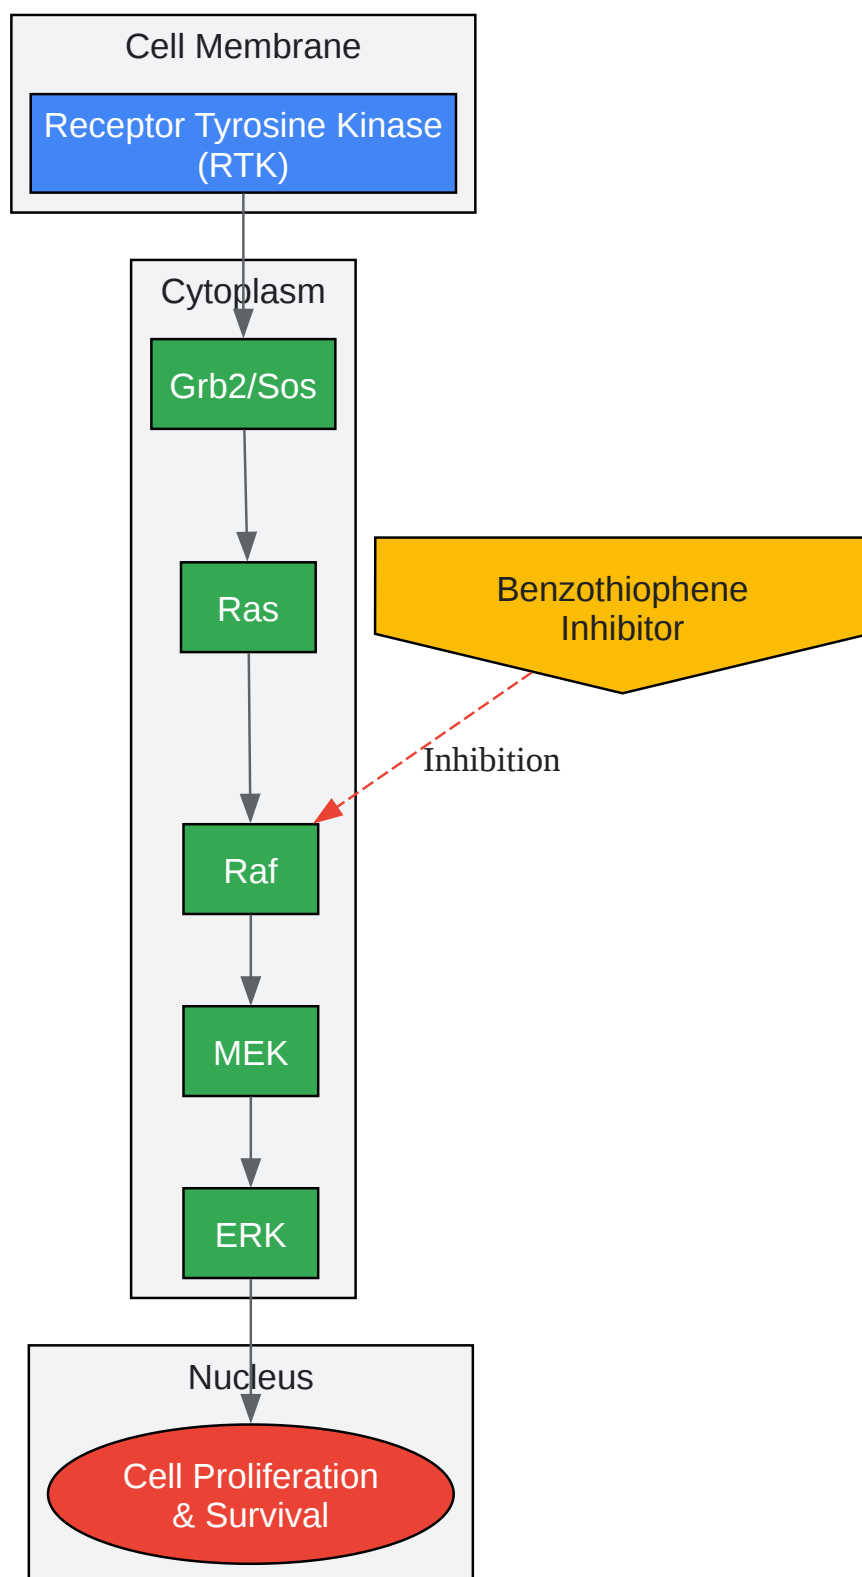 Cell Membrane
Receptor Tyrosine Kinase
(RTK)
Cytoplasm
Grb2/Sos
Ras
Benzothiophene
Inhibitor
Inhibition
Raf
MEK
ERK
Nucleus
Cell Proliferation
& Survival